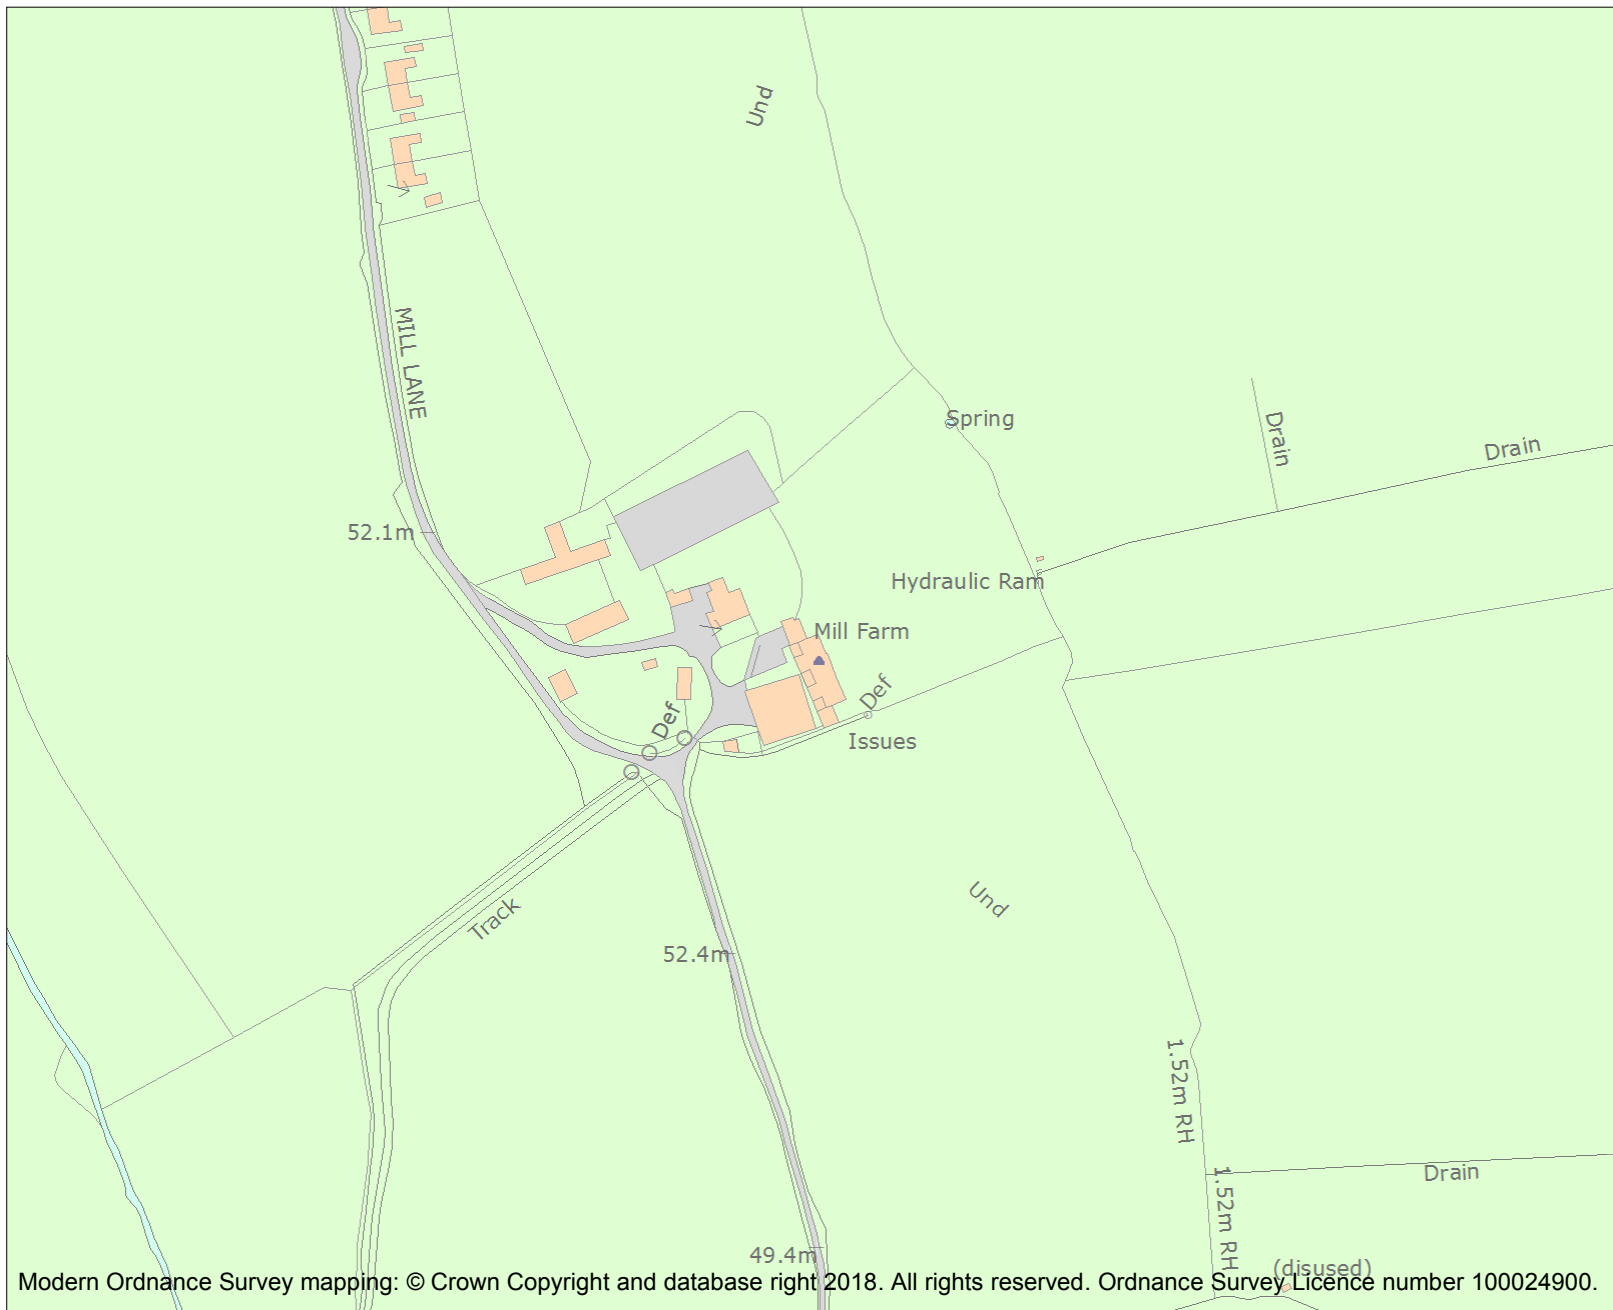 Und
MILL LANE
Spring
Drain
Drain
52.1m
Hydraulic Ram
Mill Farm
Def
Def
Issues
Und
Track
52.4m
1.52m RH
1.52m RH
Drain
49.4m
(disused)
Modern Ordnance Survey mapping: © Crown Copyright and database right 2018. All rights reserved. Ordnance Survey Licence number 100024900.